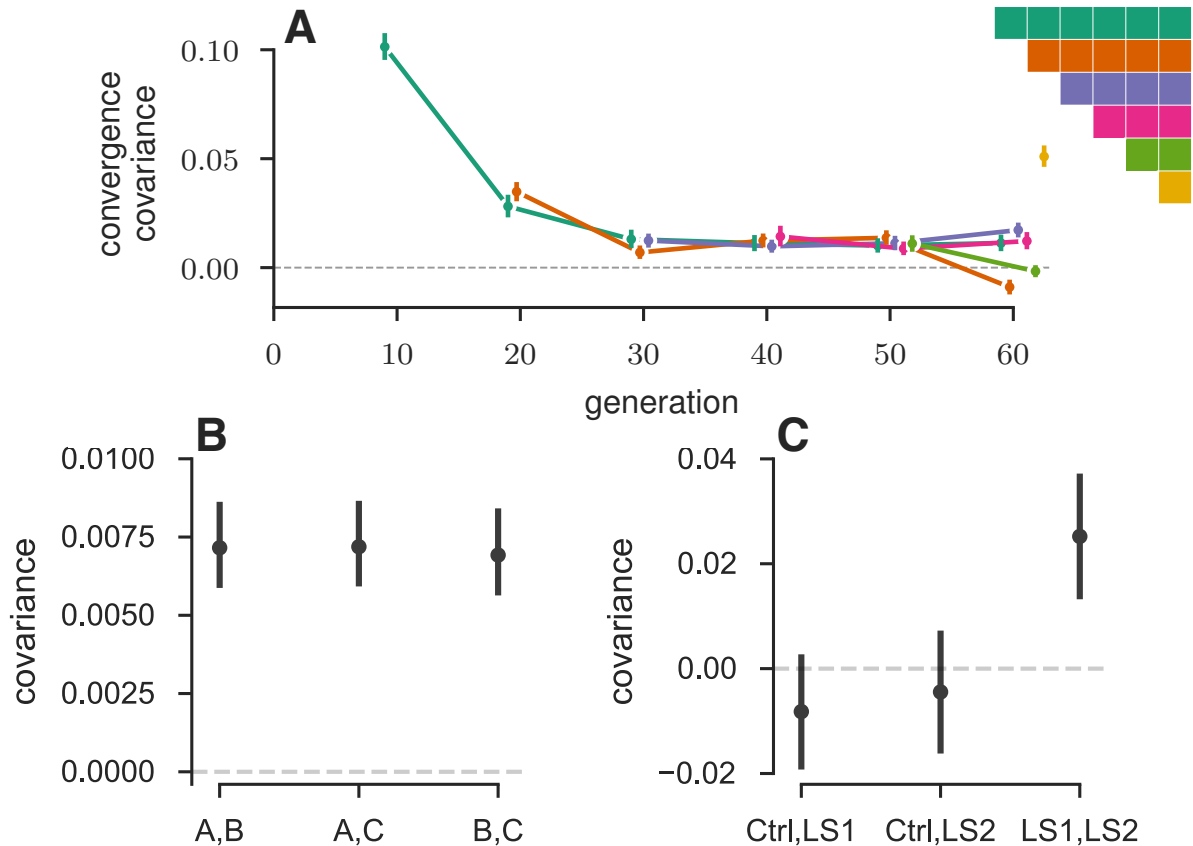 A
0.10
0.05
0.00
convergence
covariance
0 10 20 30 40 50 60
generation
B
0.0100
0.0075
0.0050
0.0025
0.0000
covariance
A,B A,C B,C
C
0.04
0.02
0.00
−0.02
covariance
Ctrl,LS1 Ctrl,LS2 LS1,LS2